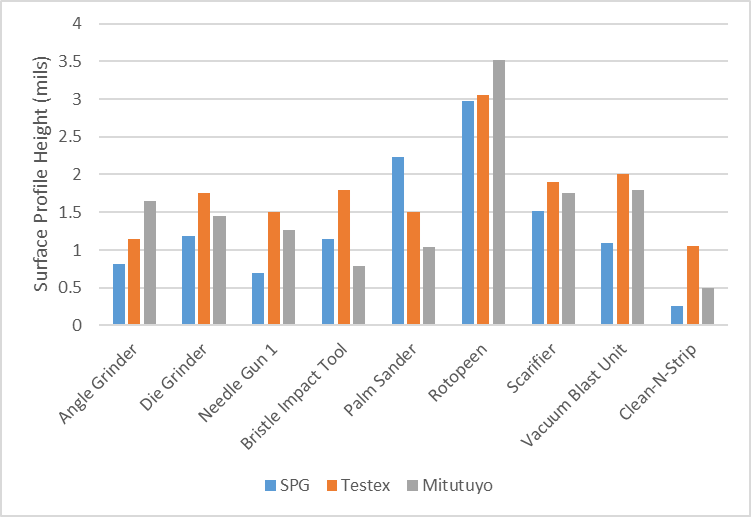 Surface Profile Height (mils)
4
3.5
3
2.5
2
1.5
1
0.5
0
Angle Grinder
Die Grinder
Needle Gun 1
Bristle Impact Tool
Palm Sander
Rotopeen
Scarifier
Vacuum Blast Unit
Clean-N-Strip
SPG Testex Mitutuyo